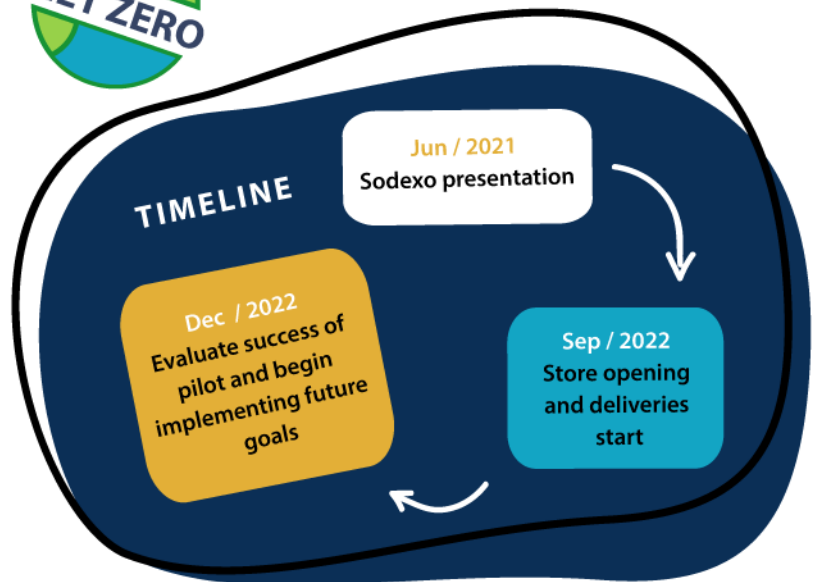 ZERO
TIMELINE
Jun / 2021
Sodexo presentation
Sep / 2022
Store opening
and deliveries
start
Dec / 2022
Evaluate success of
pilot and begin
implementing future
goals